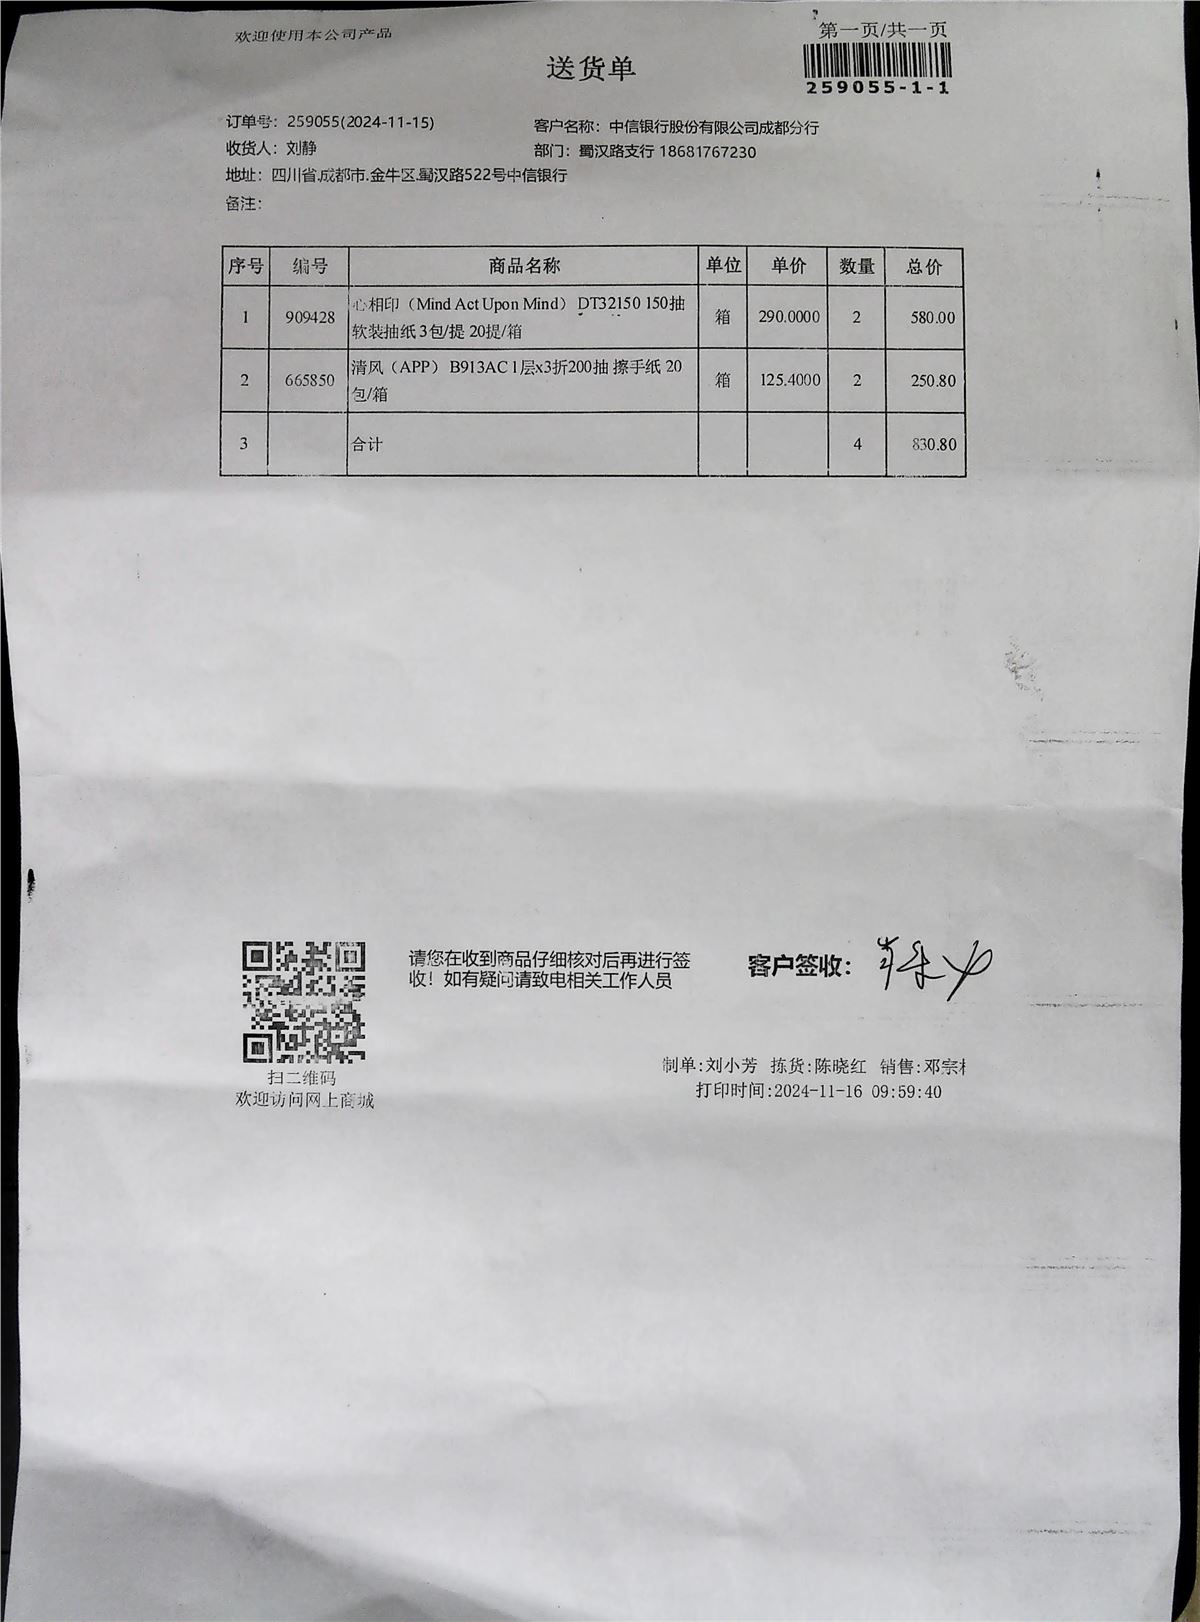 欢迎使用本公司产品
第一页/共一页
送货单
259055-1-1
订单号：259055(2024-11-15)
客户名称：中信银行股份有限公司成都分行
收货人：刘静
部门：蜀汉路支行 18681767230
地址：四川省.成都市.金牛区.蜀汉路522号中信银行
备注：
序号 编号 商品名称 单位 单价 数量 总价
1 909428 心相印（Mind Act Upon Mind） DT32150 150抽
软装抽纸 3包/提 20提/箱 箱 290.0000 2 580.00
2 665850 清风（APP） B913AC 1层x3折200抽 擦手纸 20
包/箱 箱 125.4000 2 250.80
3 合计 4 830.80
请您在收到商品仔细核对后再进行签
收！如有疑问请致电相关工作人员
客户签收：
扫二维码
欢迎访问网上商城
制单:刘小芳 拣货:陈晓红 销售:邓宗
打印时间:2024-11-16 09:59:40